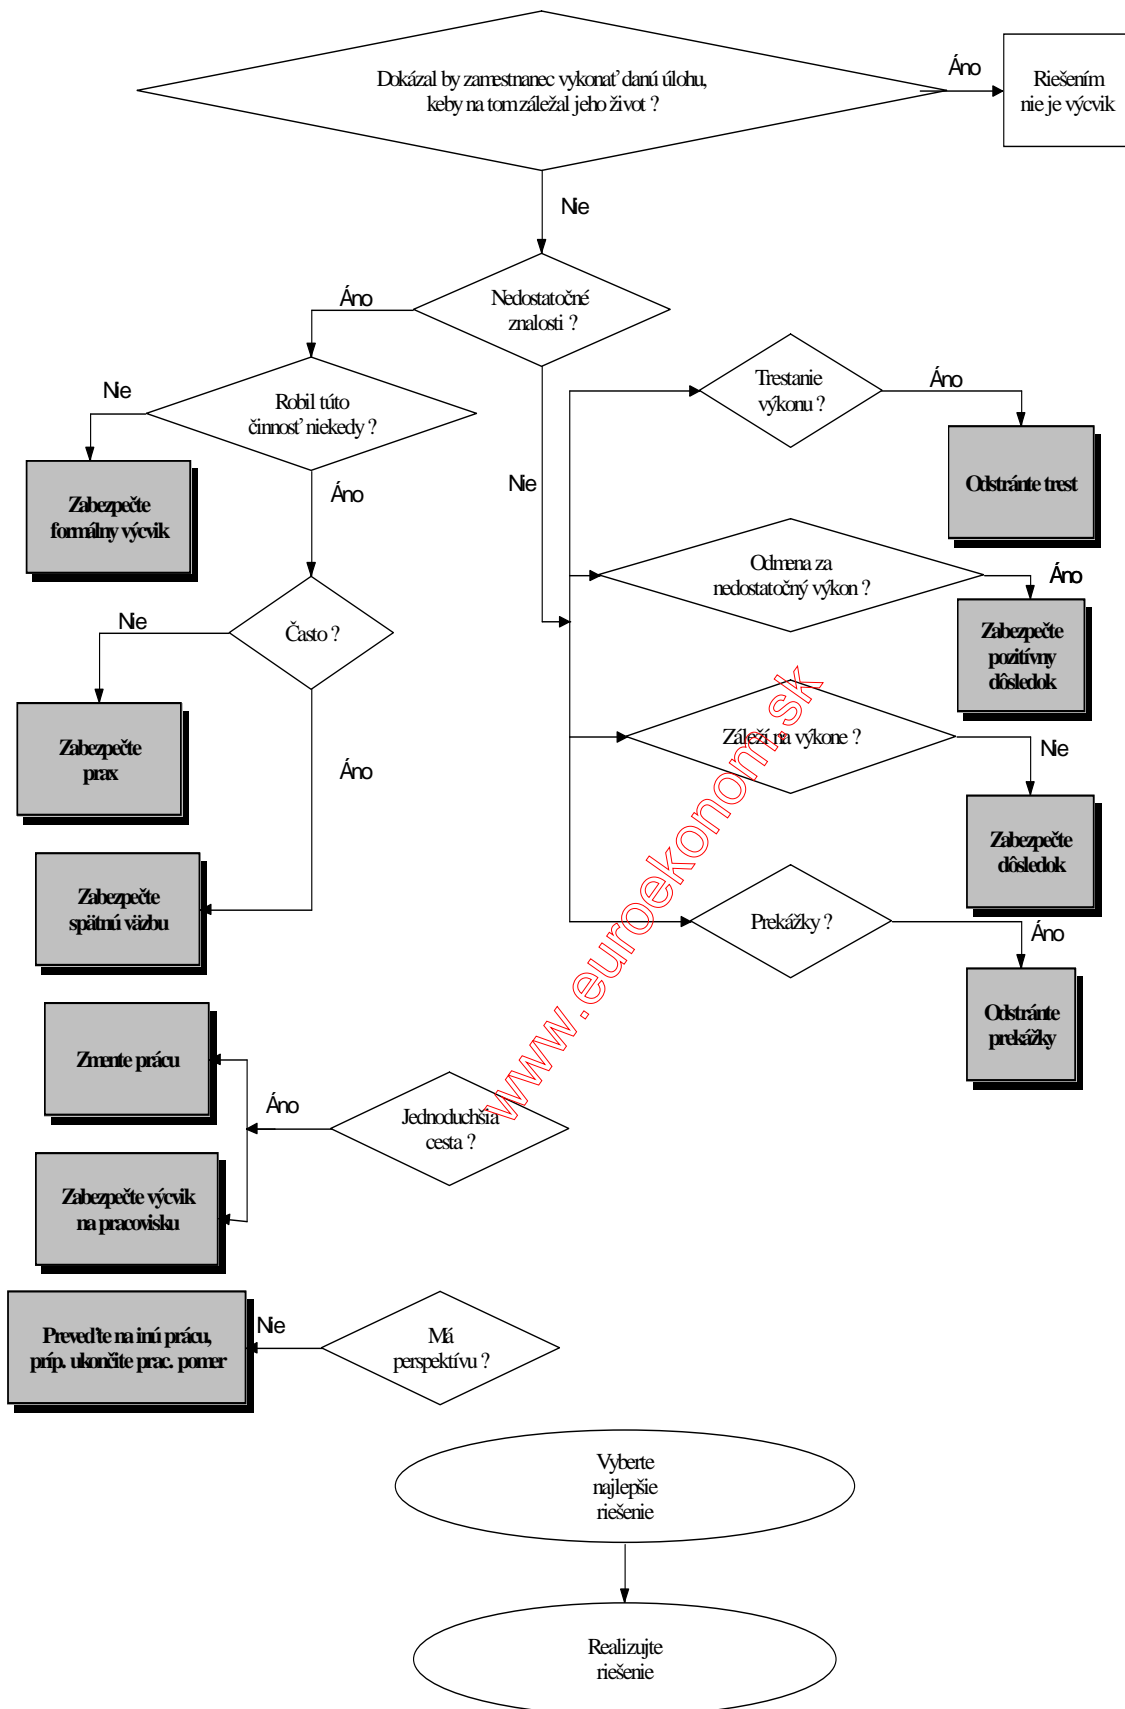 Dokázal by zamestnanec vykonať danú úlohu,
keby na tom záležal jeho život ?
Áno
Riešením
nie je výcvik
Nie
Nedostatočné
znalosti ?
Áno
Robil túto
činnosť niekedy ?
Nie
Zabezpečte
formálny výcvik
Áno
Nie
Trestanie
výkonu ?
Áno
Odstránte trest
Odmena za
nedostatočný výkon ?
Áno
Zabezpečte
pozitívny
dôsledok
Často ?
Nie
Zabezpečte
prax
Áno
Záleží na výkone ?
Nie
Zabezpečte
dôsledok
Zabezpečte
spätnú väzbu
Prekážky ?
Áno
Odstránte
prekážky
Zmente prácu
Áno
Jednoduchšia
cesta ?
Zabezpečte výcvik
na pracovisku
Preveďte na inú prácu,
príp. ukončite prac. pomer
Nie
Má
perspektívu ?
Vyberte
najlepšie
riešenie
Realizujte
riešenie
www.euroekonom.sk